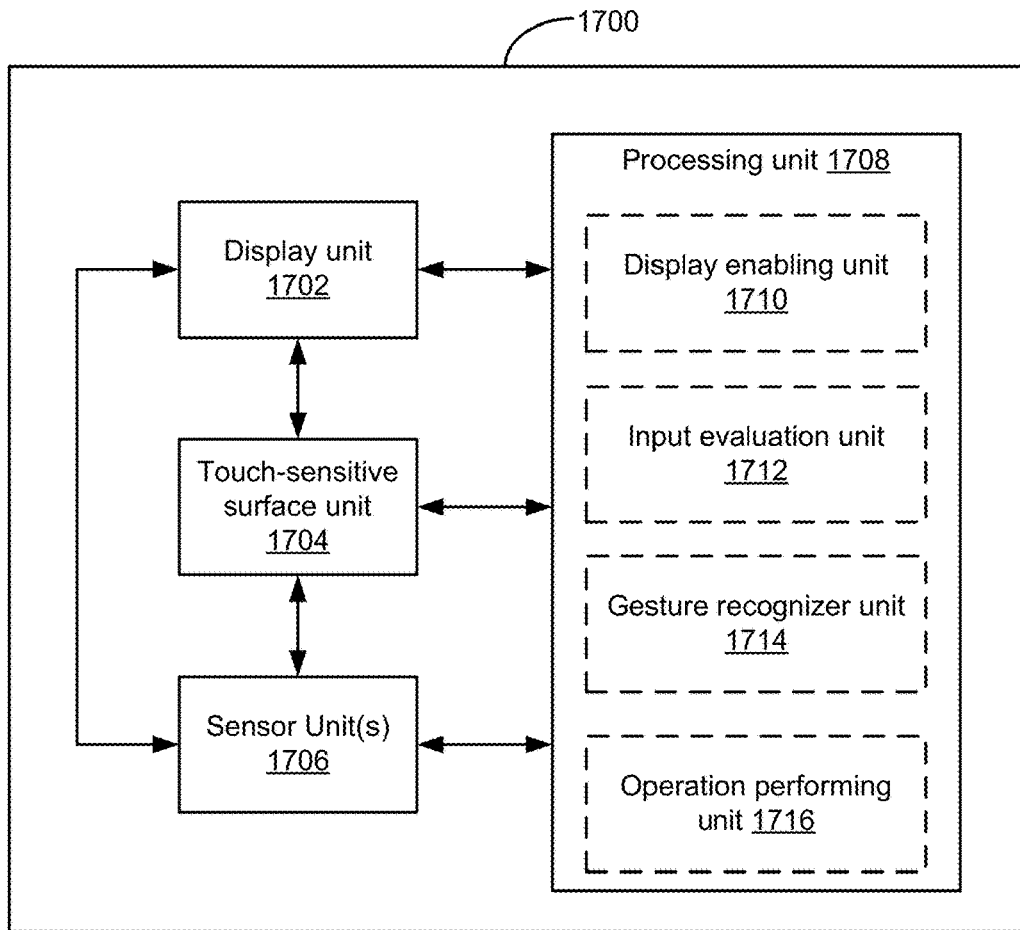 1700
Processing unit 1708
Display unit
1702
Display enabling unit
1710
Input evaluation unit
1712
Touch-sensitive
surface unit
1704
Gesture recognizer unit
1714
Sensor Unit(s)
1706
Operation performing
unit 1716